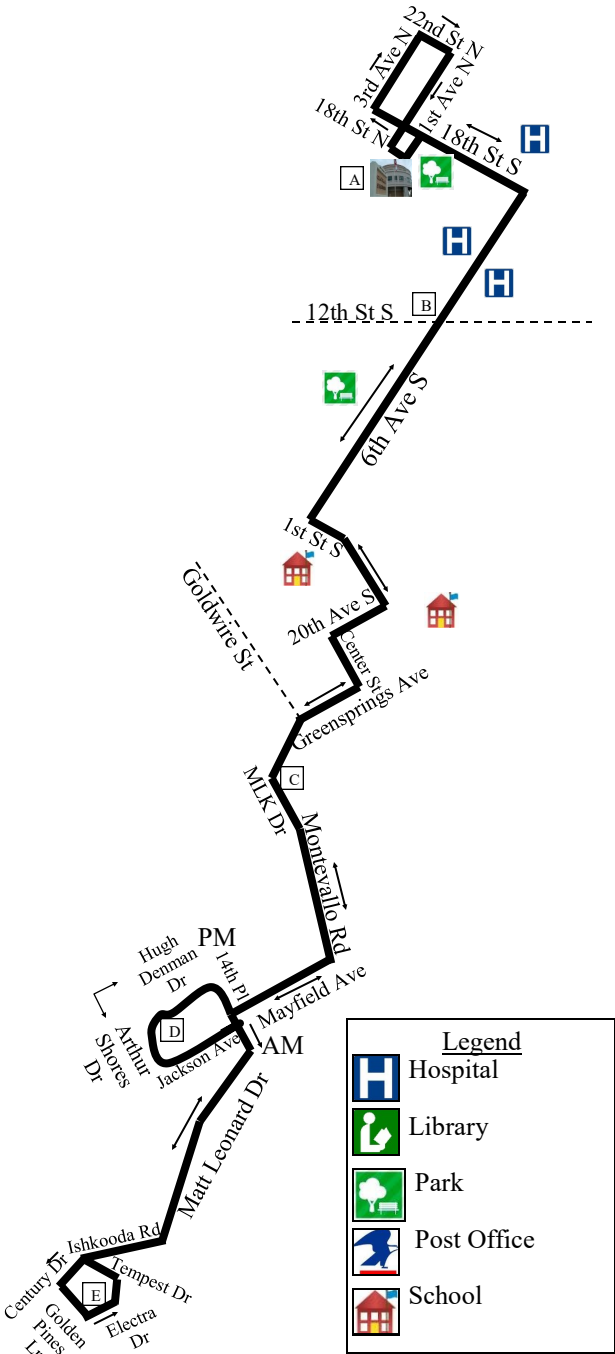 22nd St N
3rd Ave N
1st Ave N
18th St N
18th St S
A
B
12th St S
6th Ave S
1st St S
20th Ave S
Goldwire St
Center St
Greensprings Ave
C
MLK Dr
Montevallo Rd
PM
Hugh
Denman
Dr
14th Pl
Mayfield Ave
D
Arthur
Shores
Dr
Jackson Ave
AM
Matt Leonard Dr
Ishkooda Rd
Century Dr
Tempest Dr
E
Golden
Pines
Ln
Electra
Dr
Legend
Hospital
Library
Park
Post Office
School